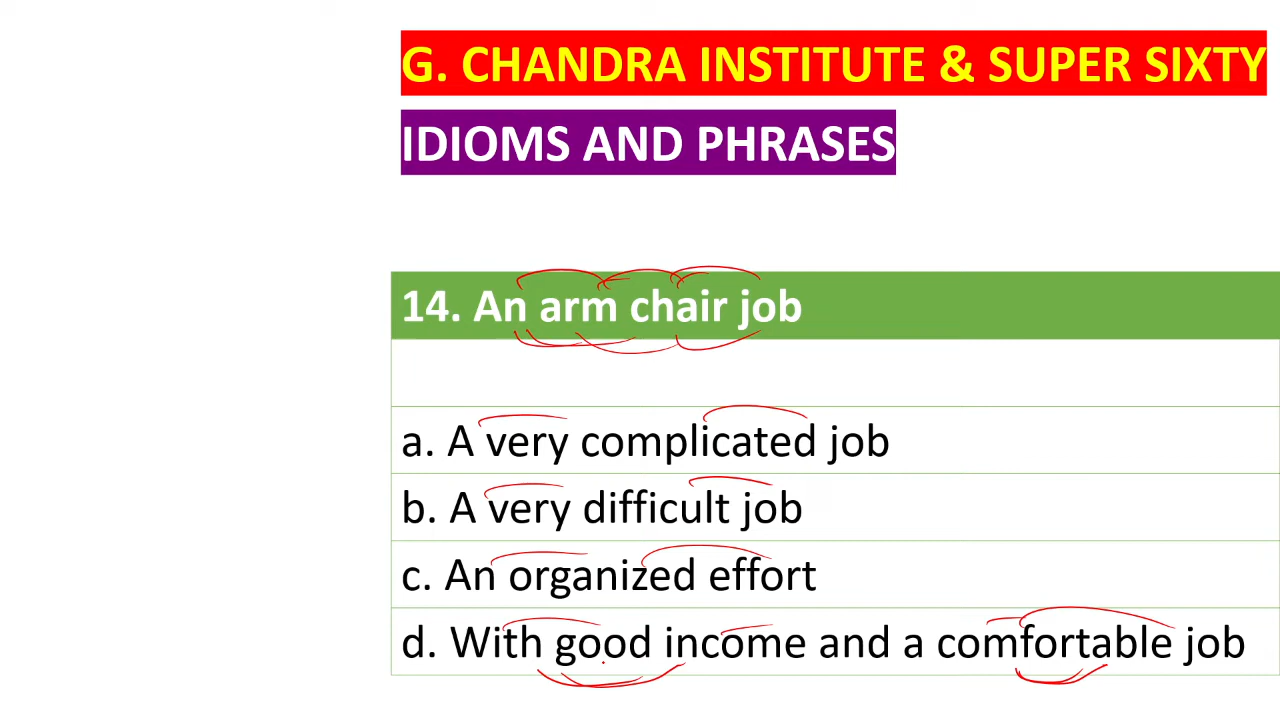 G. CHANDRA INSTITUTE & SUPER SIXTY
IDIOMS AND PHRASES
14. An arm chair job
a. A very complicated job
b. A very difficult job
c. An organized effort
d. With good income and a comfortable job